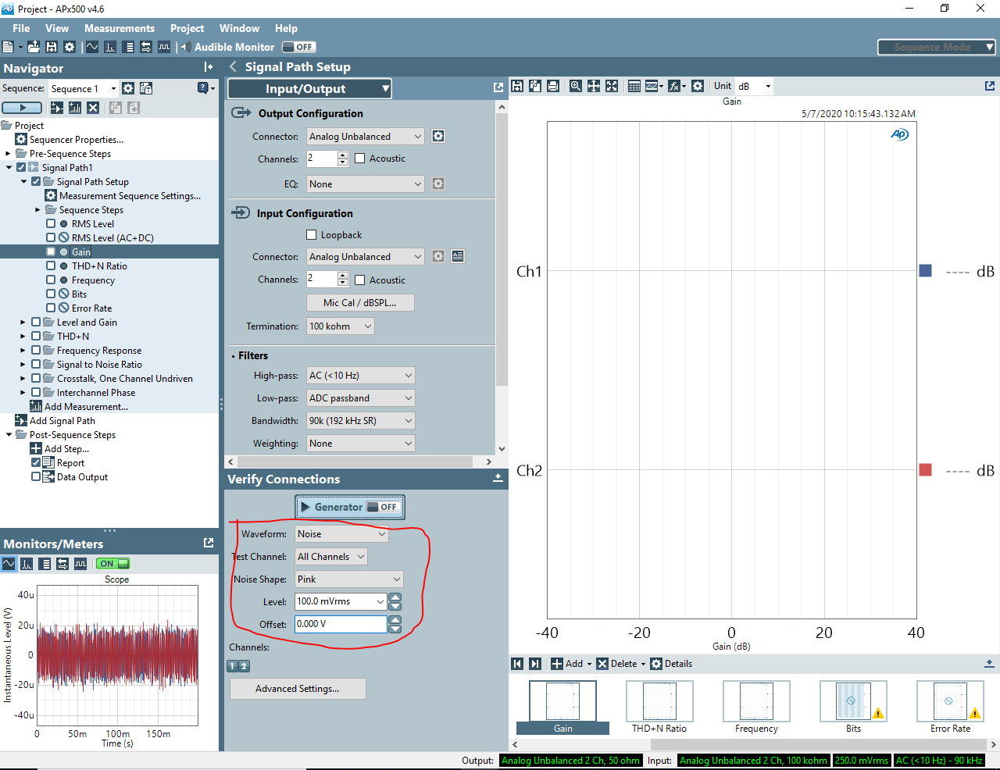 Project - APx500 v4.6
File View Measurements Project Window Help
Audible Monitor OFF
Sequence Mode
Navigator
Sequence: Sequence 1
Project
Sequencer Properties...
Pre-Sequence Steps
Signal Path1
Signal Path Setup
Measurement Sequence Settings...
Sequence Steps
RMS Level
RMS Level (AC+DC)
Gain
THD+N Ratio
Frequency
Bits
Error Rate
Level and Gain
THD+N
Frequency Response
Signal to Noise Ratio
Crosstalk, One Channel Undriven
Interchannel Phase
Add Measurement...
Add Signal Path
Post-Sequence Steps
Add Step...
Report
Data Output
Monitors/Meters
ON
Scope
Instantaneous Level (V)
40u
20u
0
-20u
-40u
0 50m 100m 150m
Time (s)
Signal Path Setup
Input/Output
Output Configuration
Connector: Analog Unbalanced
Channels: 2 Acoustic
EQ: None
Input Configuration
Loopback
Connector: Analog Unbalanced
Channels: 2 Acoustic
Mic Cal / dBSPL...
Termination: 100 kohm
Filters
High-pass: AC (<10 Hz)
Low-pass: ADC passband
Bandwidth: 90k (192 kHz SR)
Weighting: None
Verify Connections
Generator OFF
Waveform: Noise
Test Channel: All Channels
Noise Shape: Pink
Level: 100.0 mVrms
Offset: 0.000 V
Channels:
1 2
Advanced Settings...
Unit dB
Gain
5/7/2020 10:15:43.132 AM
AP
Ch1 ---- dB
Ch2 ---- dB
-40 -20 0 20 40
Gain (dB)
Add Delete Details
Gain THD+N Ratio Frequency Bits Error Rate
Output: Analog Unbalanced 2 Ch, 50 ohm Input: Analog Unbalanced 2 Ch, 100 kohm 250.0 mVrms AC (<10 Hz) - 90 kHz